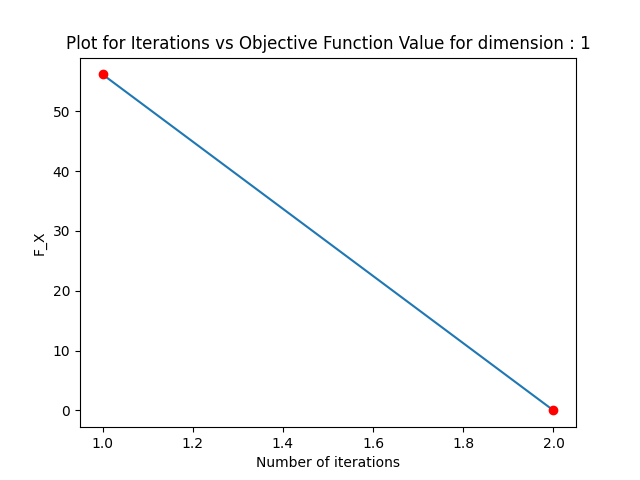 Plot for Iterations vs Objective Function Value for dimension : 1
50
40
30
20
10
0
F_X
1.0 1.2 1.4 1.6 1.8 2.0
Number of iterations